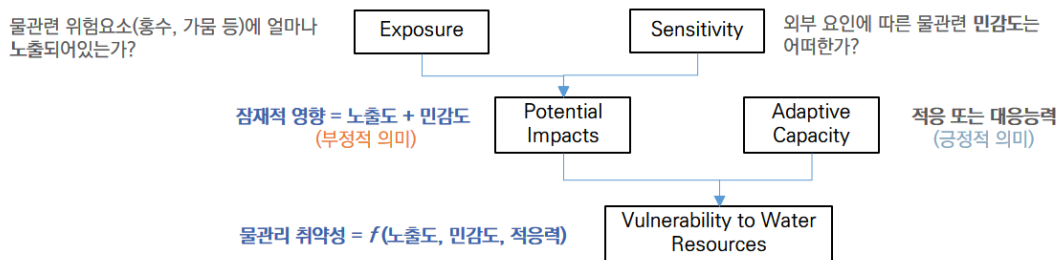 물관련 위험요소(홍수, 가뭄 등)에 얼마나
노출되어있는가?
Exposure
Sensitivity
외부 요인에 따른 물관련 민감도는
어떠한가?
잠재적 영향 = 노출도 + 민감도
(부정적 의미)
Potential
Impacts
Adaptive
Capacity
적응 또는 대응능력
(긍정적 의미)
물관리 취약성 = f (노출도, 민감도, 적응력)
Vulnerability to Water
Resources